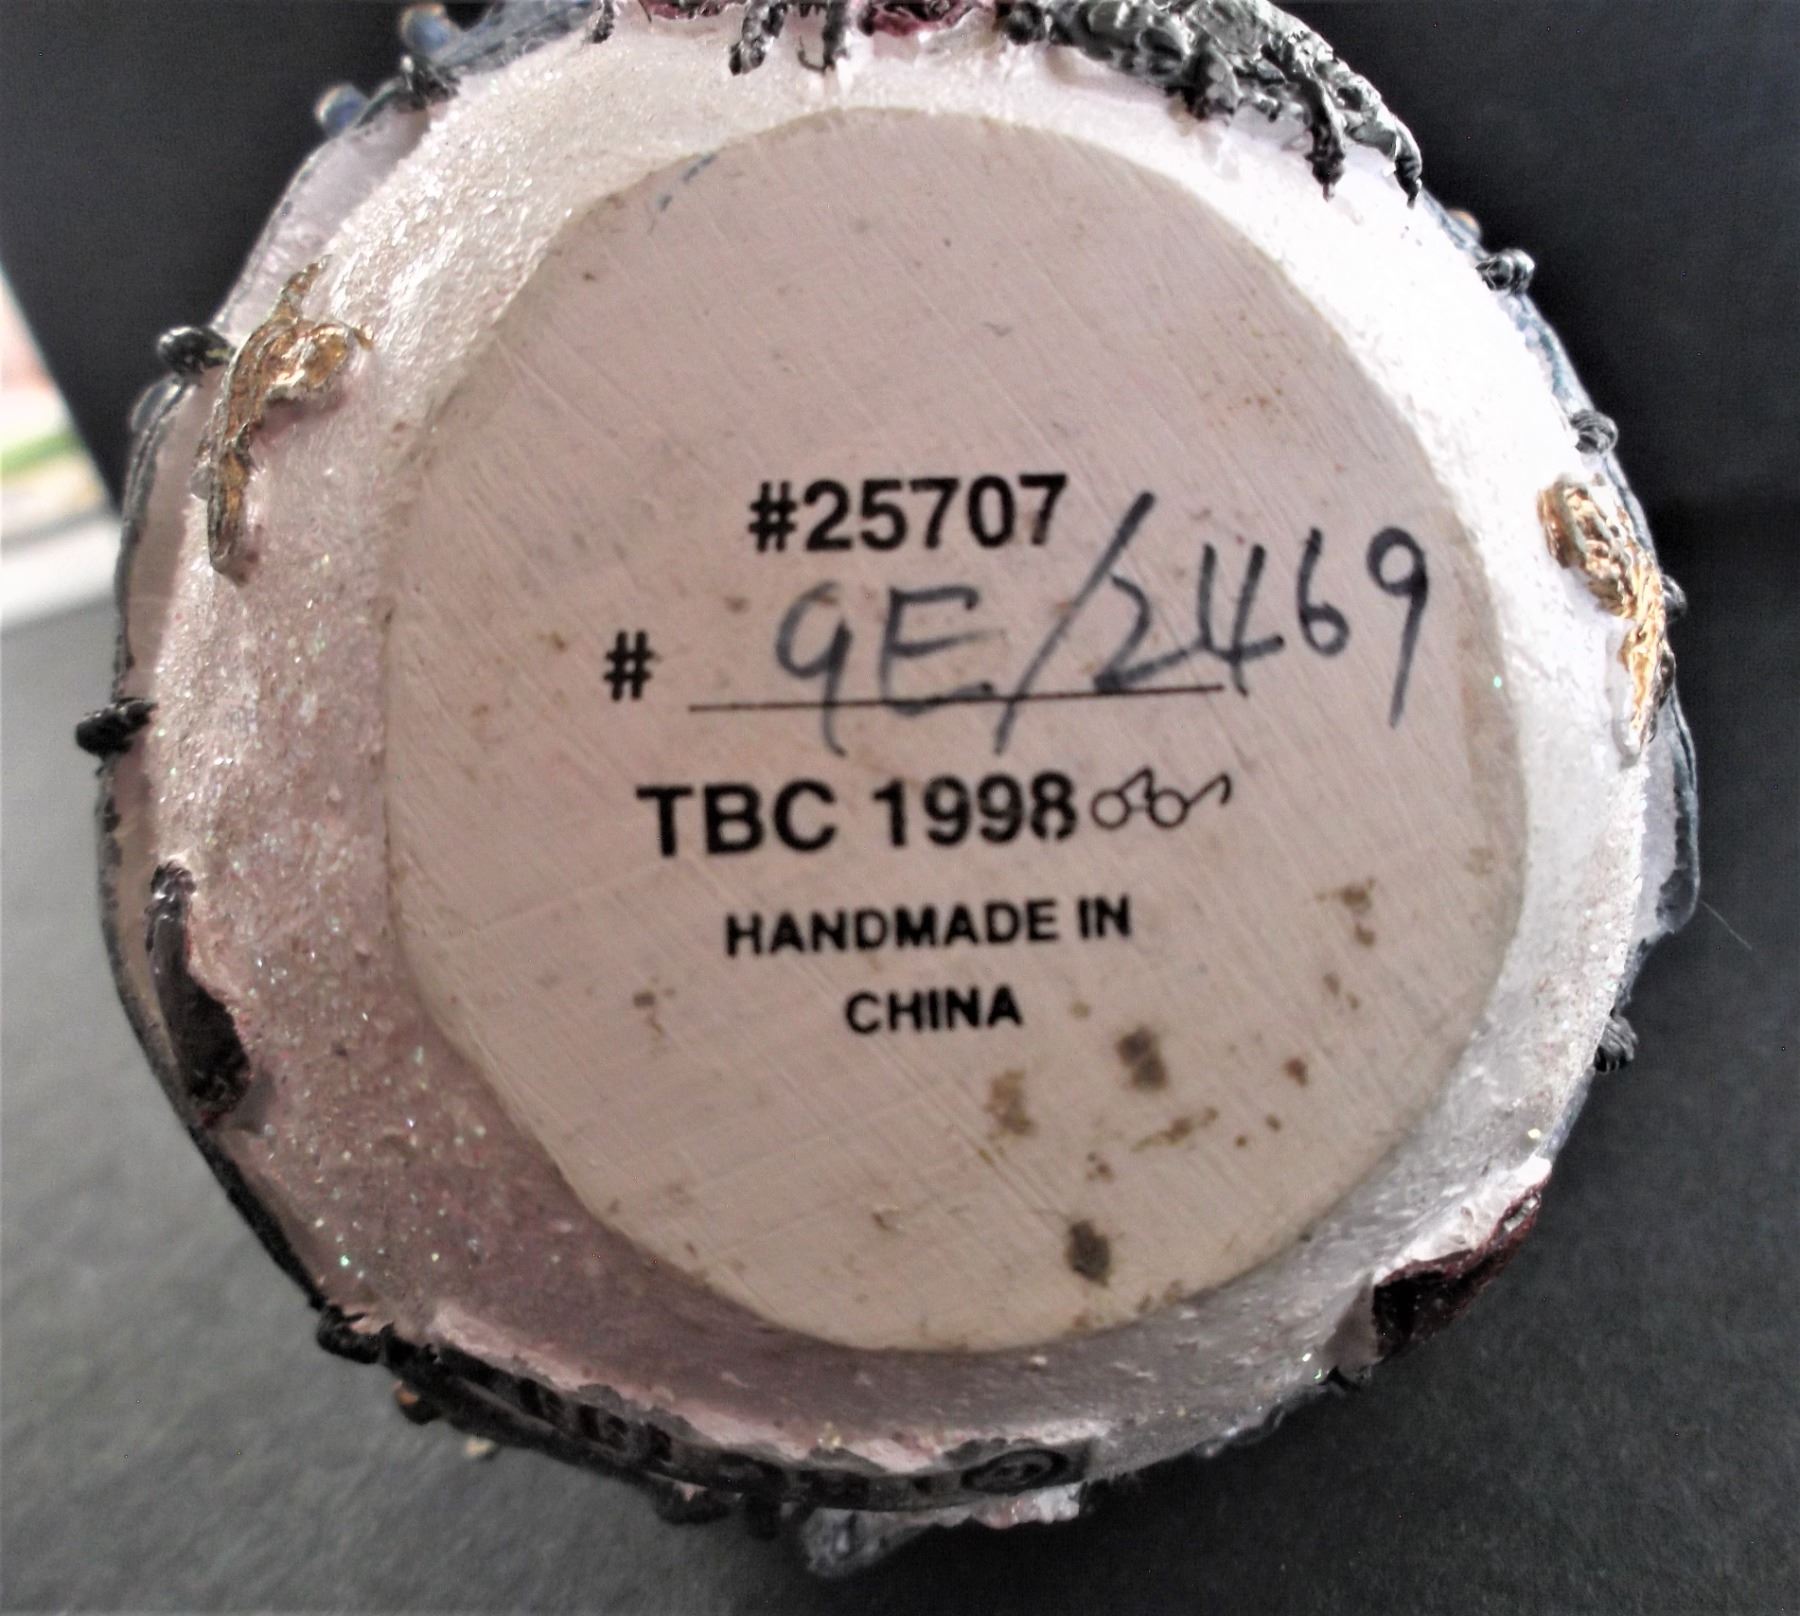 #25707
# 9E/2469
TBC 1998
HANDMADE IN
CHINA